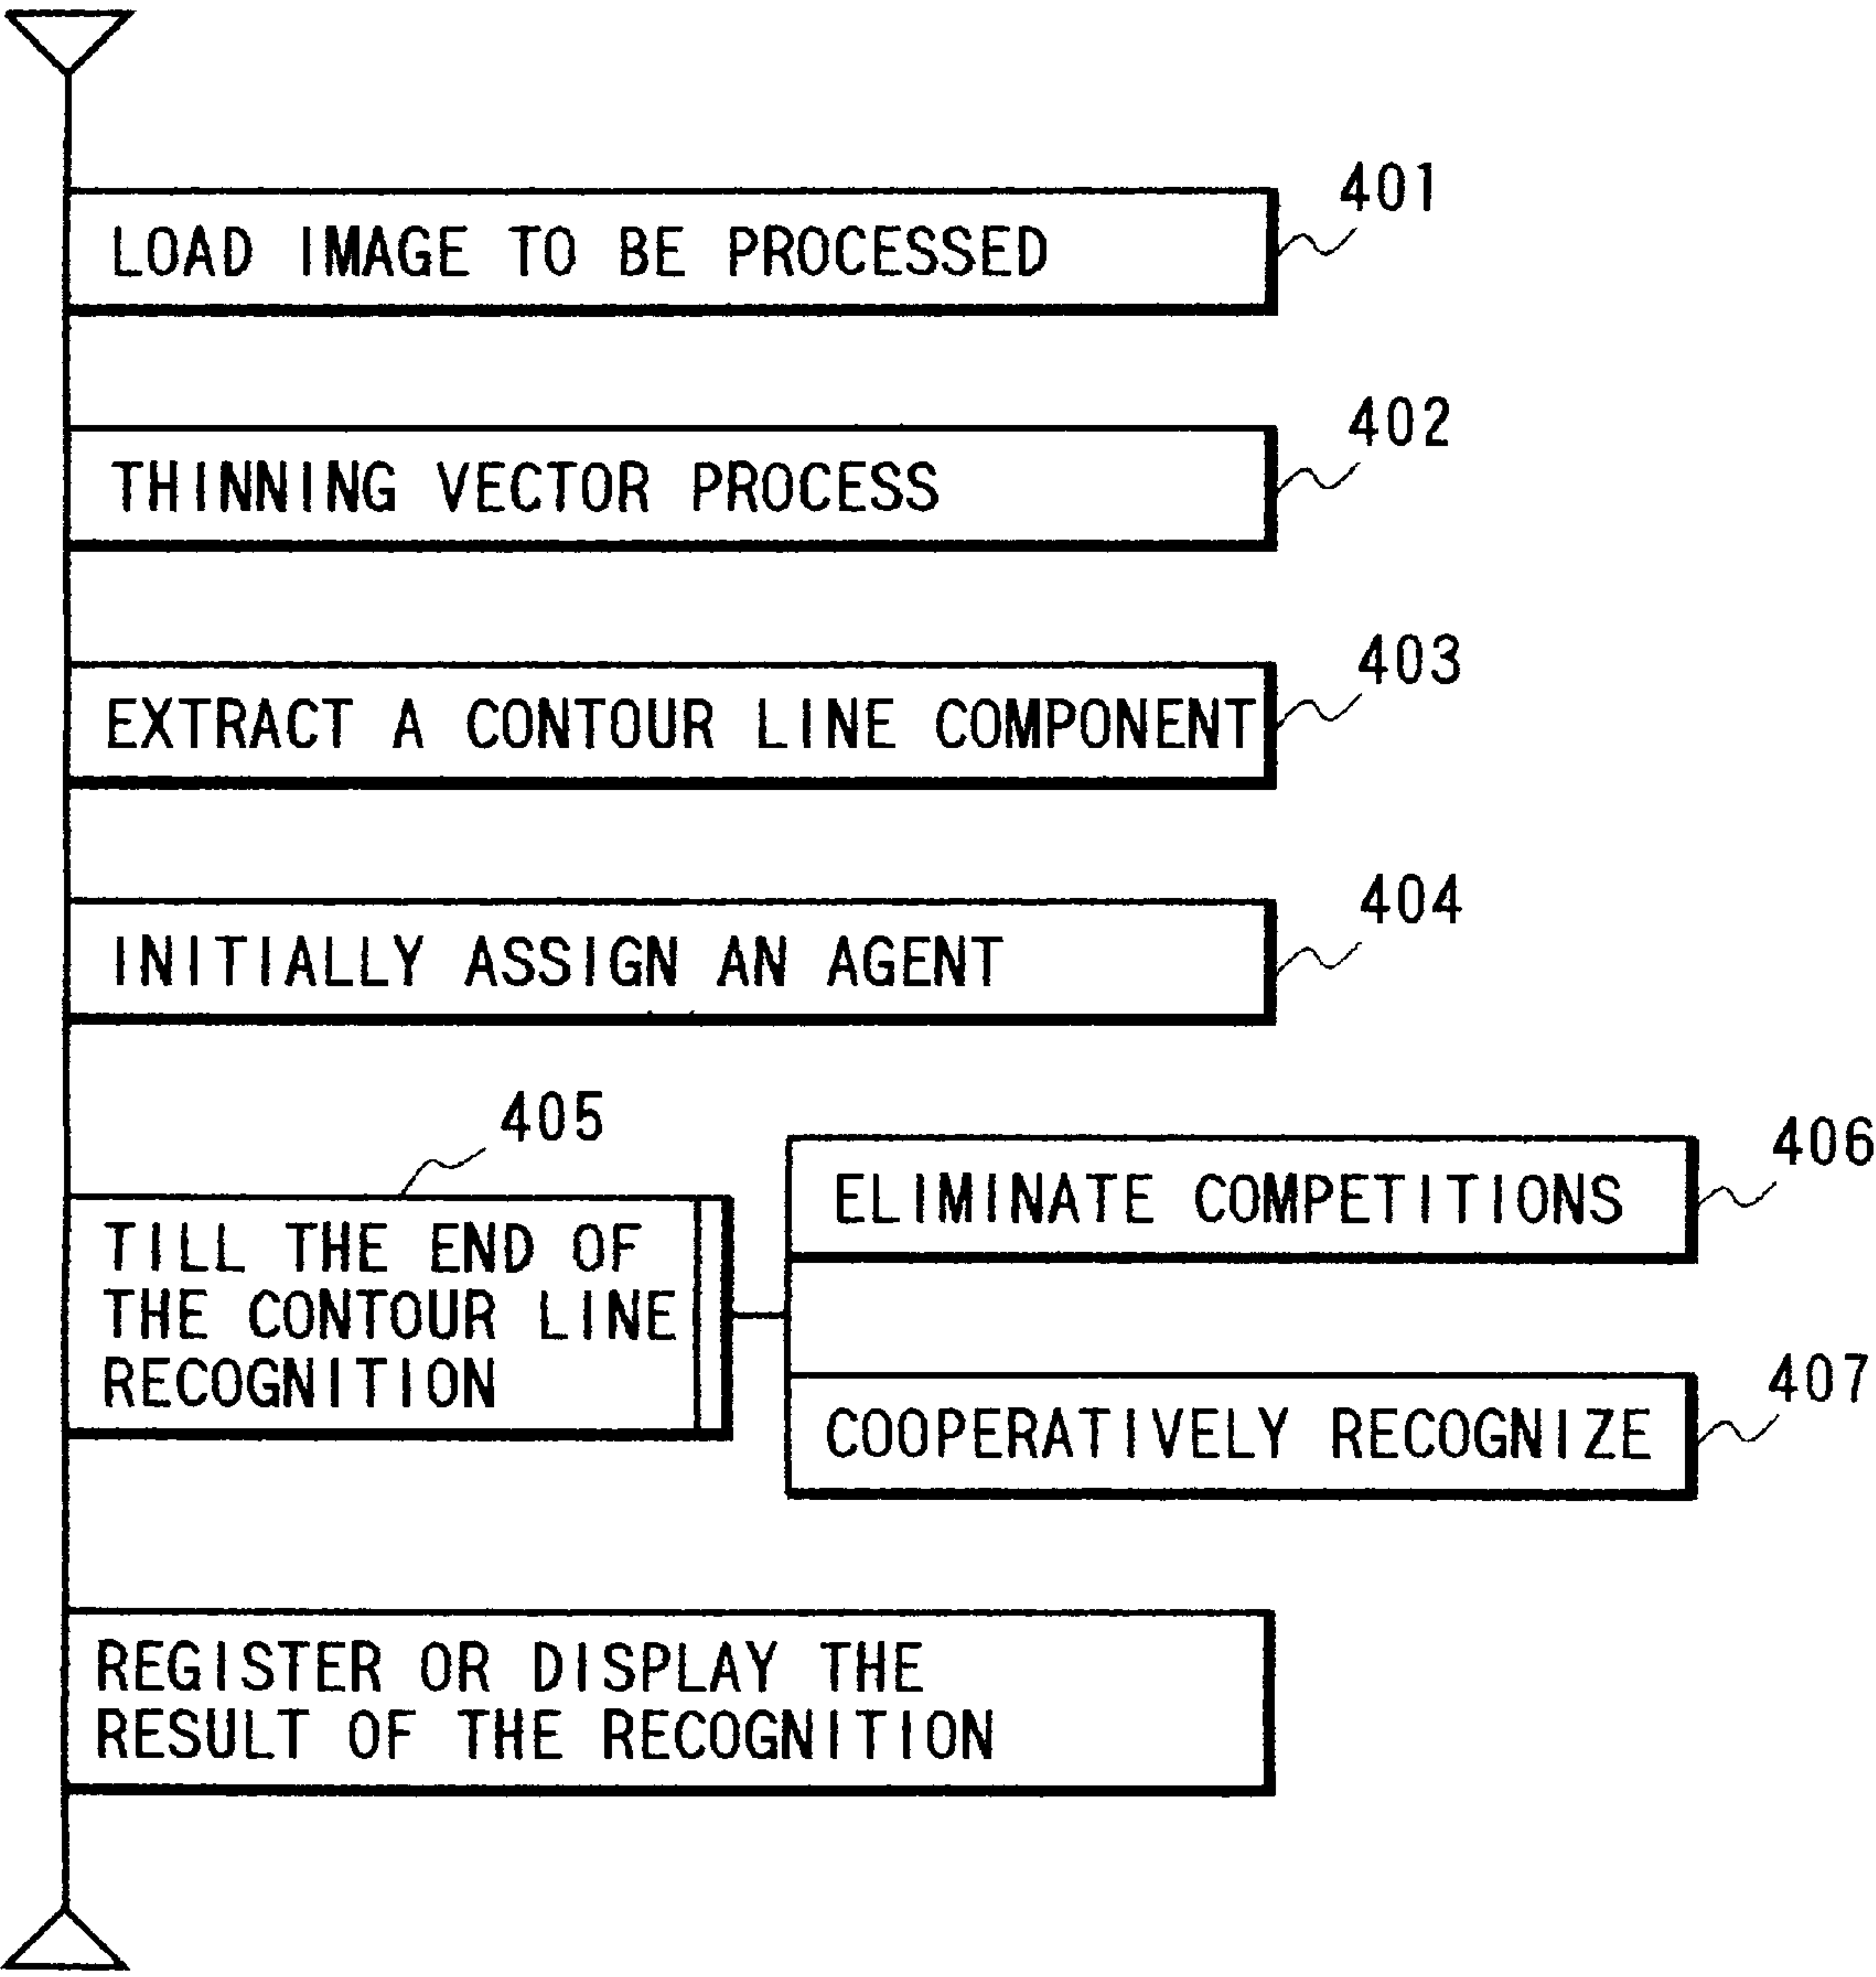 401
LOAD IMAGE TO BE PROCESSED
402
THINNING VECTOR PROCESS
403
EXTRACT A CONTOUR LINE COMPONENT
404
INITIALLY ASSIGN AN AGENT
405
TILL THE END OF
THE CONTOUR LINE
RECOGNITION
406
ELIMINATE COMPETITIONS
407
COOPERATIVELY RECOGNIZE
REGISTER OR DISPLAY THE
RESULT OF THE RECOGNITION